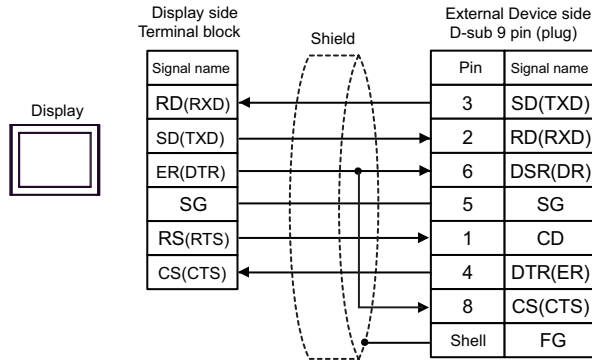 Display side
Terminal block
External Device side
D-sub 9 pin (plug)
Shield
Display
Signal name
Pin Signal name
RD(RXD) 3 SD(TXD)
SD(TXD) 2 RD(RXD)
ER(DTR) 6 DSR(DR)
SG 5 SG
RS(RTS) 1 CD
CS(CTS) 4 DTR(ER)
8 CS(CTS)
Shell FG